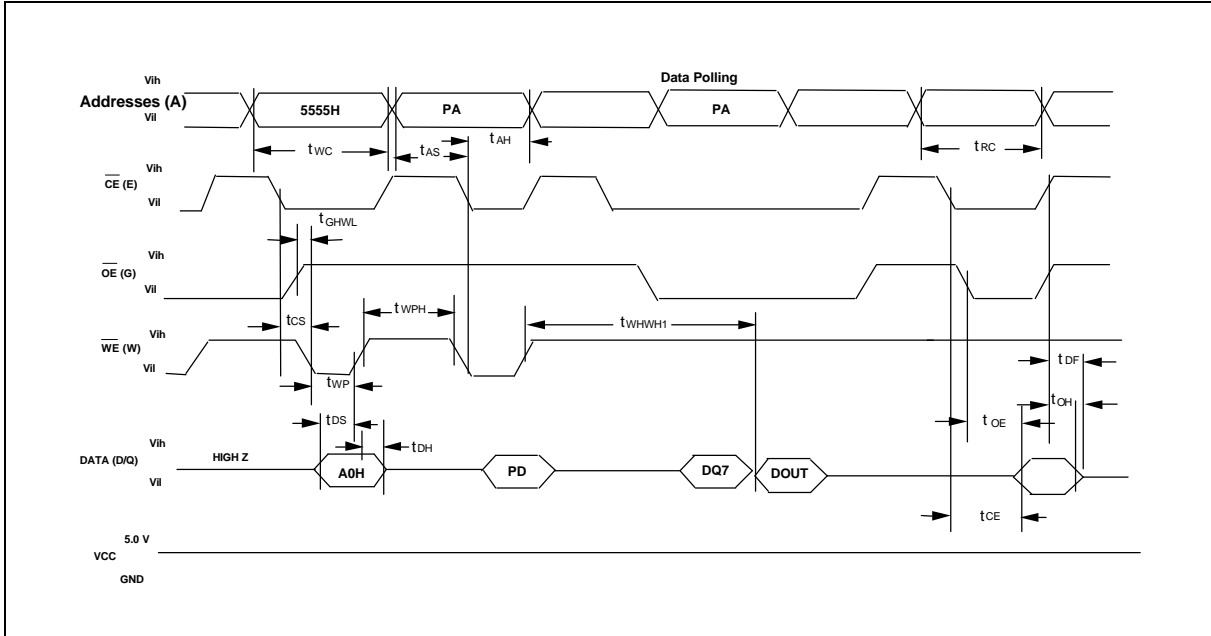 Data Polling
Vih
Addresses (A)
Vil
5555H
PA
PA
tWC
tAS
tAH
tRC
Vih
CE (E)
Vil
tGHWL
Vih
OE (G)
Vil
tCS
tWPH
tWHWH1
Vih
WE (W)
Vil
tWP
tDF
tDS
tOE
tOH
Vih
DATA (D/Q)
Vil
HIGH Z
A0H
tDH
PD
DQ7
DOUT
tCE
5.0 V
VCC
GND